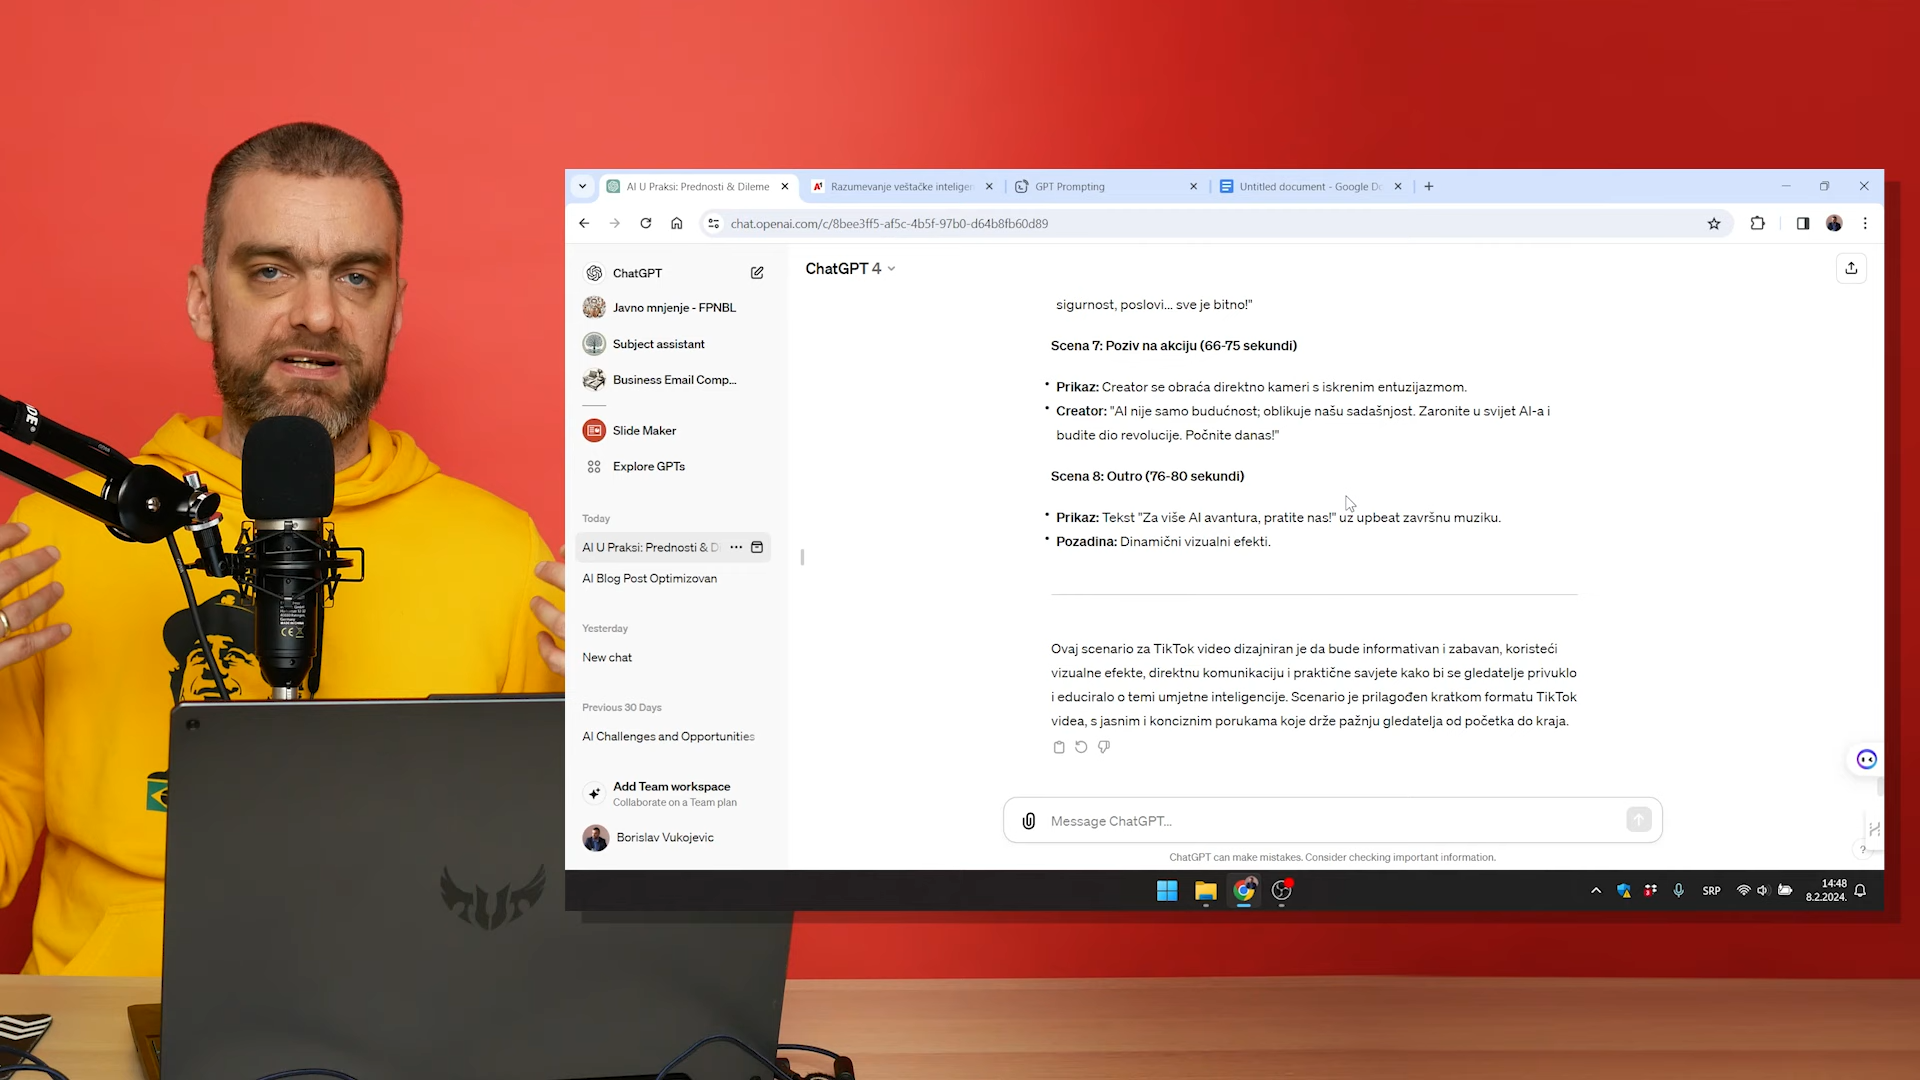 AI U Praksi: Prednosti & Dileme
Razumevanje veštačke inteliger
GPT Prompting
Untitled document - Google Do
chat.openai.com/c/8bee3ff5-af5c-4b5f-97b0-d64b8fb60d89
ChatGPT
Javno mnjenje - FPNBL
Subject assistant
Business Email Comp...
Slide Maker
Explore GPTs
Today
AI U Praksi: Prednosti & Di
AI Blog Post Optimizovan
Yesterday
New chat
Previous 30 Days
AI Challenges and Opportunities
Add Team workspace
Collaborate on a Team plan
Borislav Vukojevic
ChatGPT 4
sigurnost, poslovi... sve je bitno!"
Scena 7: Poziv na akciju (66-75 sekundi)
• Prikaz: Creator se obraća direktno kameri s iskrenim entuzijazmom.
• Creator: "AI nije samo budućnost; oblikuje našu sadašnjost. Zaronite u svijet AI-a i
budite dio revolucije. Počnite danas!"
Scena 8: Outro (76-80 sekundi)
• Prikaz: Tekst "Za više AI avantura, pratite nas!" uz upbeat završnu muziku.
• Pozadina: Dinamični vizualni efekti.
Ovaj scenario za TikTok video dizajniran je da bude informativan i zabavan, koristeći
vizualne efekte, direktnu komunikaciju i praktične savjete kako bi se gledatelje privuklo
i educiralo o temi umjetne inteligencije. Scenario je prilagođen kratkom formatu TikTok
videa, s jasnim i konciznim porukama koje drže pažnju gledatelja od početka do kraja.
Message ChatGPT...
ChatGPT can make mistakes. Consider checking important information.
?
SRP
14:48
8.2.2024.
TUF